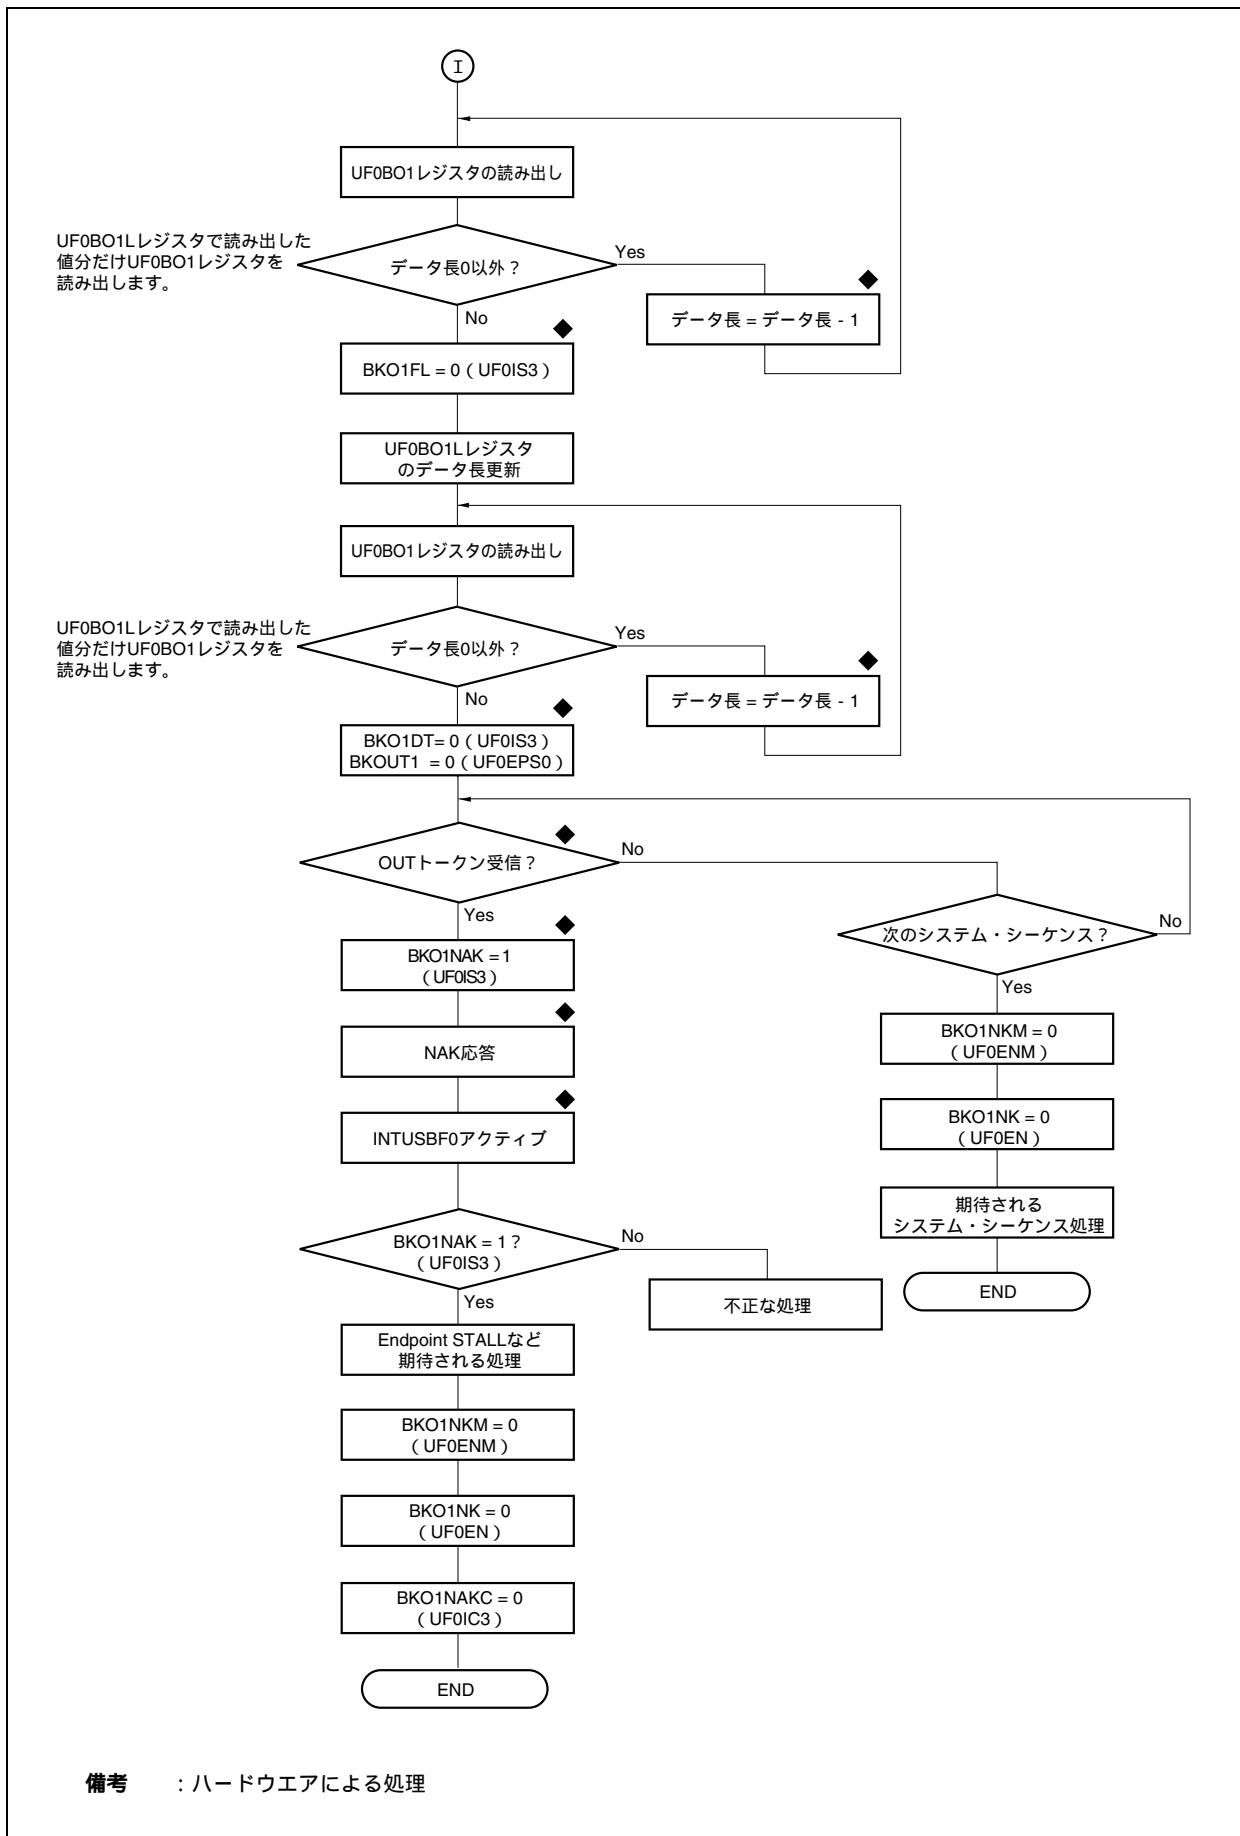 I
UF0BO1レジスタの読み出し
UF0BO1Lレジスタで読み出した
値分だけUF0BO1レジスタを
読み出します。
データ長0以外？
Yes
データ長 = データ長 - 1
No
BKO1FL = 0 ( UF0IS3 )
UF0BO1Lレジスタ
のデータ長更新
UF0BO1レジスタの読み出し
UF0BO1Lレジスタで読み出した
値分だけUF0BO1レジスタを
読み出します。
データ長0以外？
Yes
データ長 = データ長 - 1
No
BKO1DT= 0 ( UF0IS3 )
BKOUT1 = 0 ( UF0EPS0 )
OUTトークン受信？
No
Yes
次のシステム・シーケンス？
No
Yes
BKO1NAK = 1
( UF0IS3 )
BKO1NKM = 0
( UF0ENM )
NAK応答
BKO1NK = 0
( UF0EN )
INTUSBF0アクティブ
期待される
システム・シーケンス処理
END
BKO1NAK = 1？
( UF0IS3 )
No
不正な処理
Yes
Endpoint STALLなど
期待される処理
BKO1NKM = 0
( UF0ENM )
BKO1NK = 0
( UF0EN )
BKO1NAKC = 0
( UF0IC3 )
END
備考　：ハードウエアによる処理